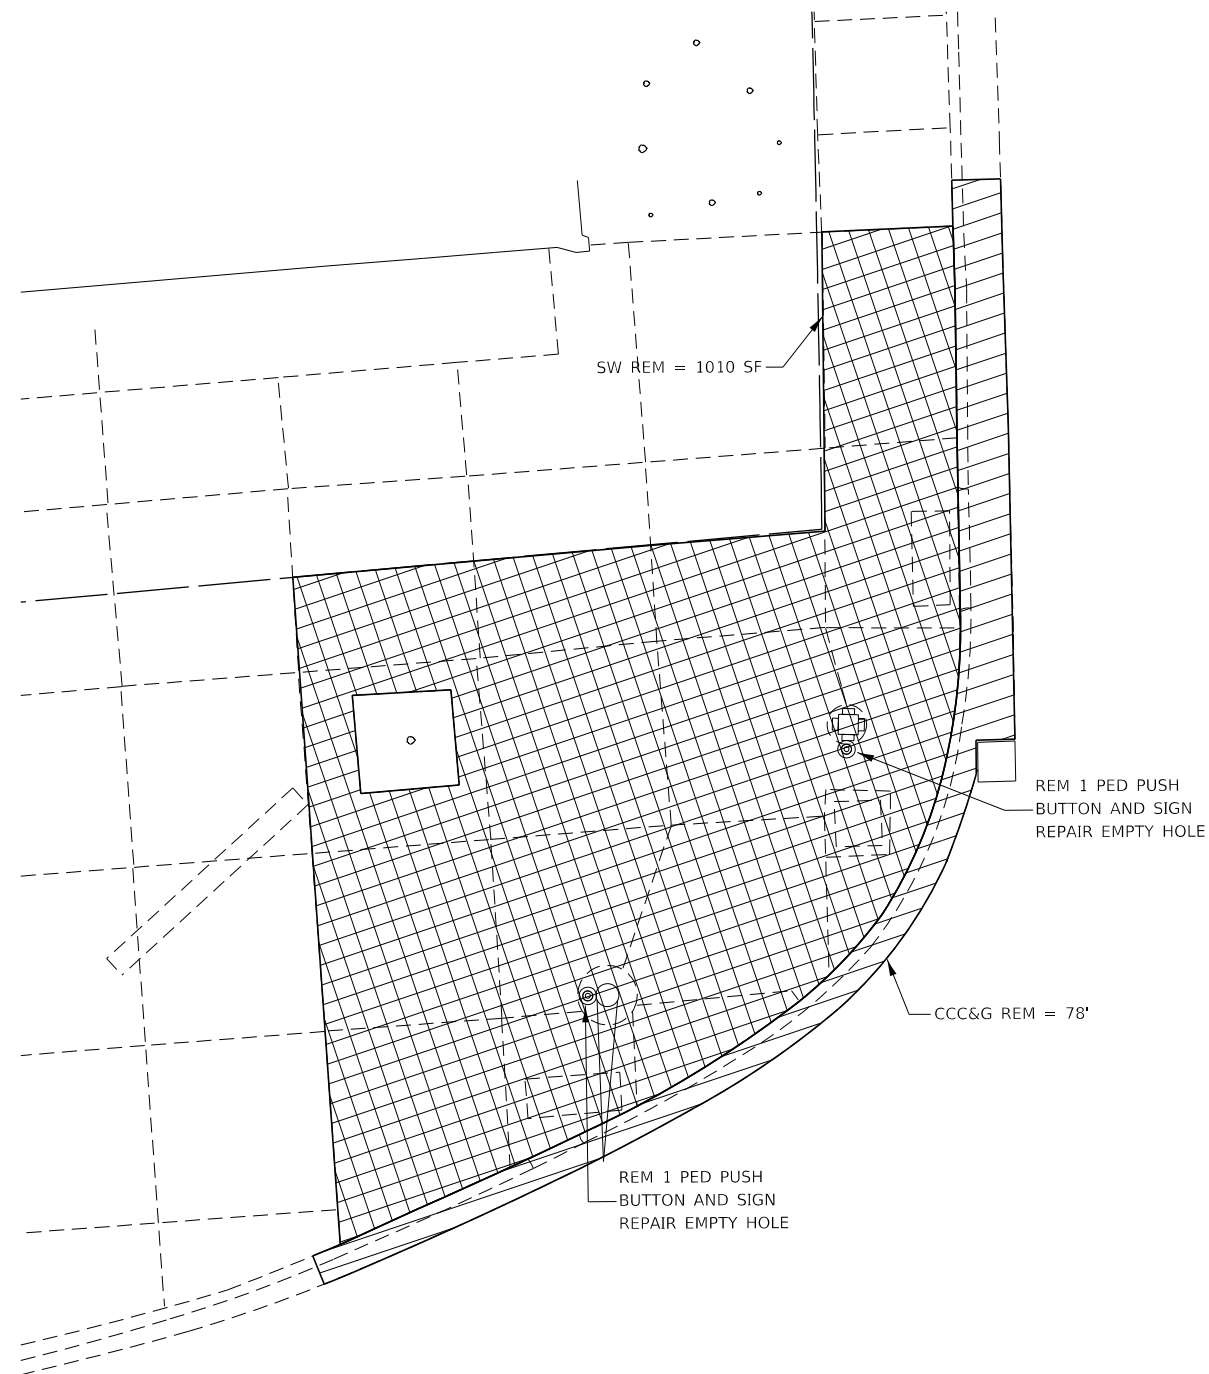 SW REM = 1010 SF
REM 1 PED PUSH
BUTTON AND SIGN
REPAIR EMPTY HOLE
CCC&G REM = 78'
REM 1 PED PUSH
BUTTON AND SIGN
REPAIR EMPTY HOLE